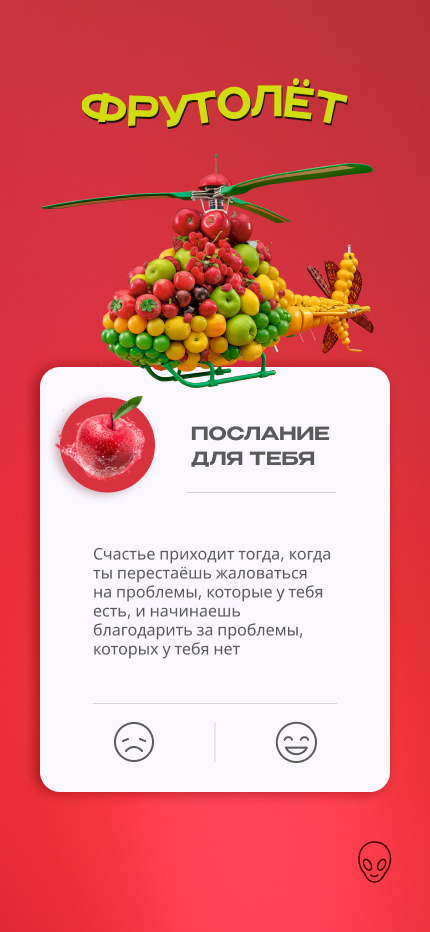 ФРУТОЛЁТ
ПОСЛАНИЕ
ДЛЯ ТЕБЯ
Счастье приходит тогда, когда
ты перестаёшь жаловаться
на проблемы, которые у тебя
есть, и начинаешь
благодарить за проблемы,
которых у тебя нет